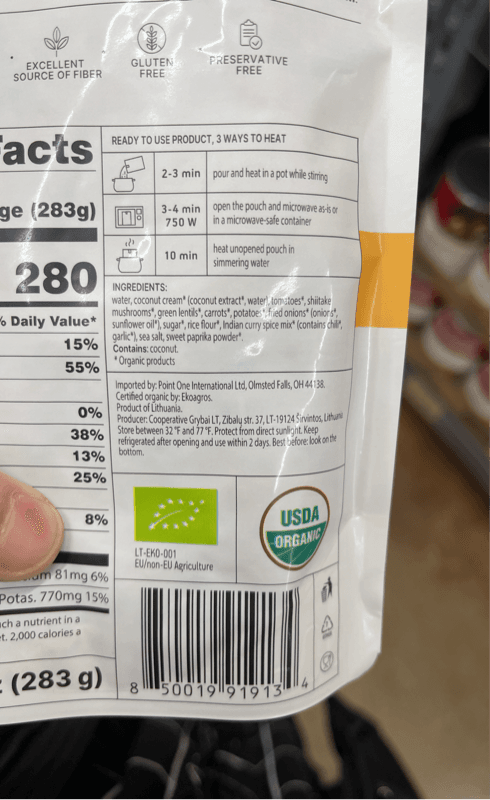 EXCELLENT
SOURCE OF FIBER
GLUTEN
FREE
PRESERVATIVE
FREE
Facts
ge (283g)
280
% Daily Value*
15%
55%
0%
38%
13%
25%
8%
81mg 6%
Potas. 770mg 15%
ch a nutrient in a
et. 2,000 calories a
(283 g)
READY TO USE PRODUCT, 3 WAYS TO HEAT
2-3 min pour and heat in a pot while stirring
3-4 min open the pouch and microwave as-is or
750 W in a microwave-safe container
10 min heat unopened pouch in
simmering water
INGREDIENTS:
water, coconut cream* (coconut extract*, water), tomatoes*, shiitake
mushrooms*, green lentils*, carrots*, potatoes*, fried onions* (onions*,
sunflower oil*), sugar*, rice flour*, Indian curry spice mix* (contains chili*,
garlic*), sea salt, sweet paprika powder*.
Contains: coconut.
*Organic products
Imported by: Point One International Ltd, Olmsted Falls, OH 44138.
Certified organic by: Ekoagros.
Product of Lithuania.
Producer: Cooperative Grybai LT, Zibalu str. 37, LT-19124 Sirvintos, Lithuania
Store between 32 °F and 77 °F. Protect from direct sunlight. Keep
refrigerated after opening and use within 2 days. Best before: look on the
bottom.
LT-EKO-001
EU/non-EU Agriculture
USDA
ORGANIC
8 50019 91913 4